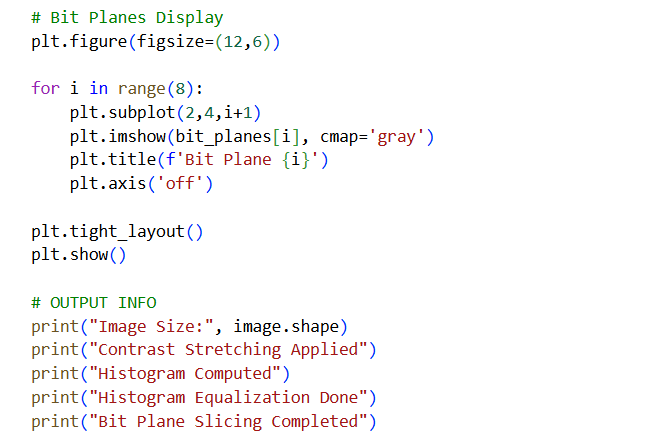 # Bit Planes Display
plt.figure(figsize=(12,6))
for i in range(8):
    plt.subplot(2,4,i+1)
    plt.imshow(bit_planes[i], cmap='gray')
    plt.title(f'Bit Plane {i}')
    plt.axis('off')
plt.tight_layout()
plt.show()
# OUTPUT INFO
print("Image Size:", image.shape)
print("Contrast Stretching Applied")
print("Histogram Computed")
print("Histogram Equalization Done")
print("Bit Plane Slicing Completed")